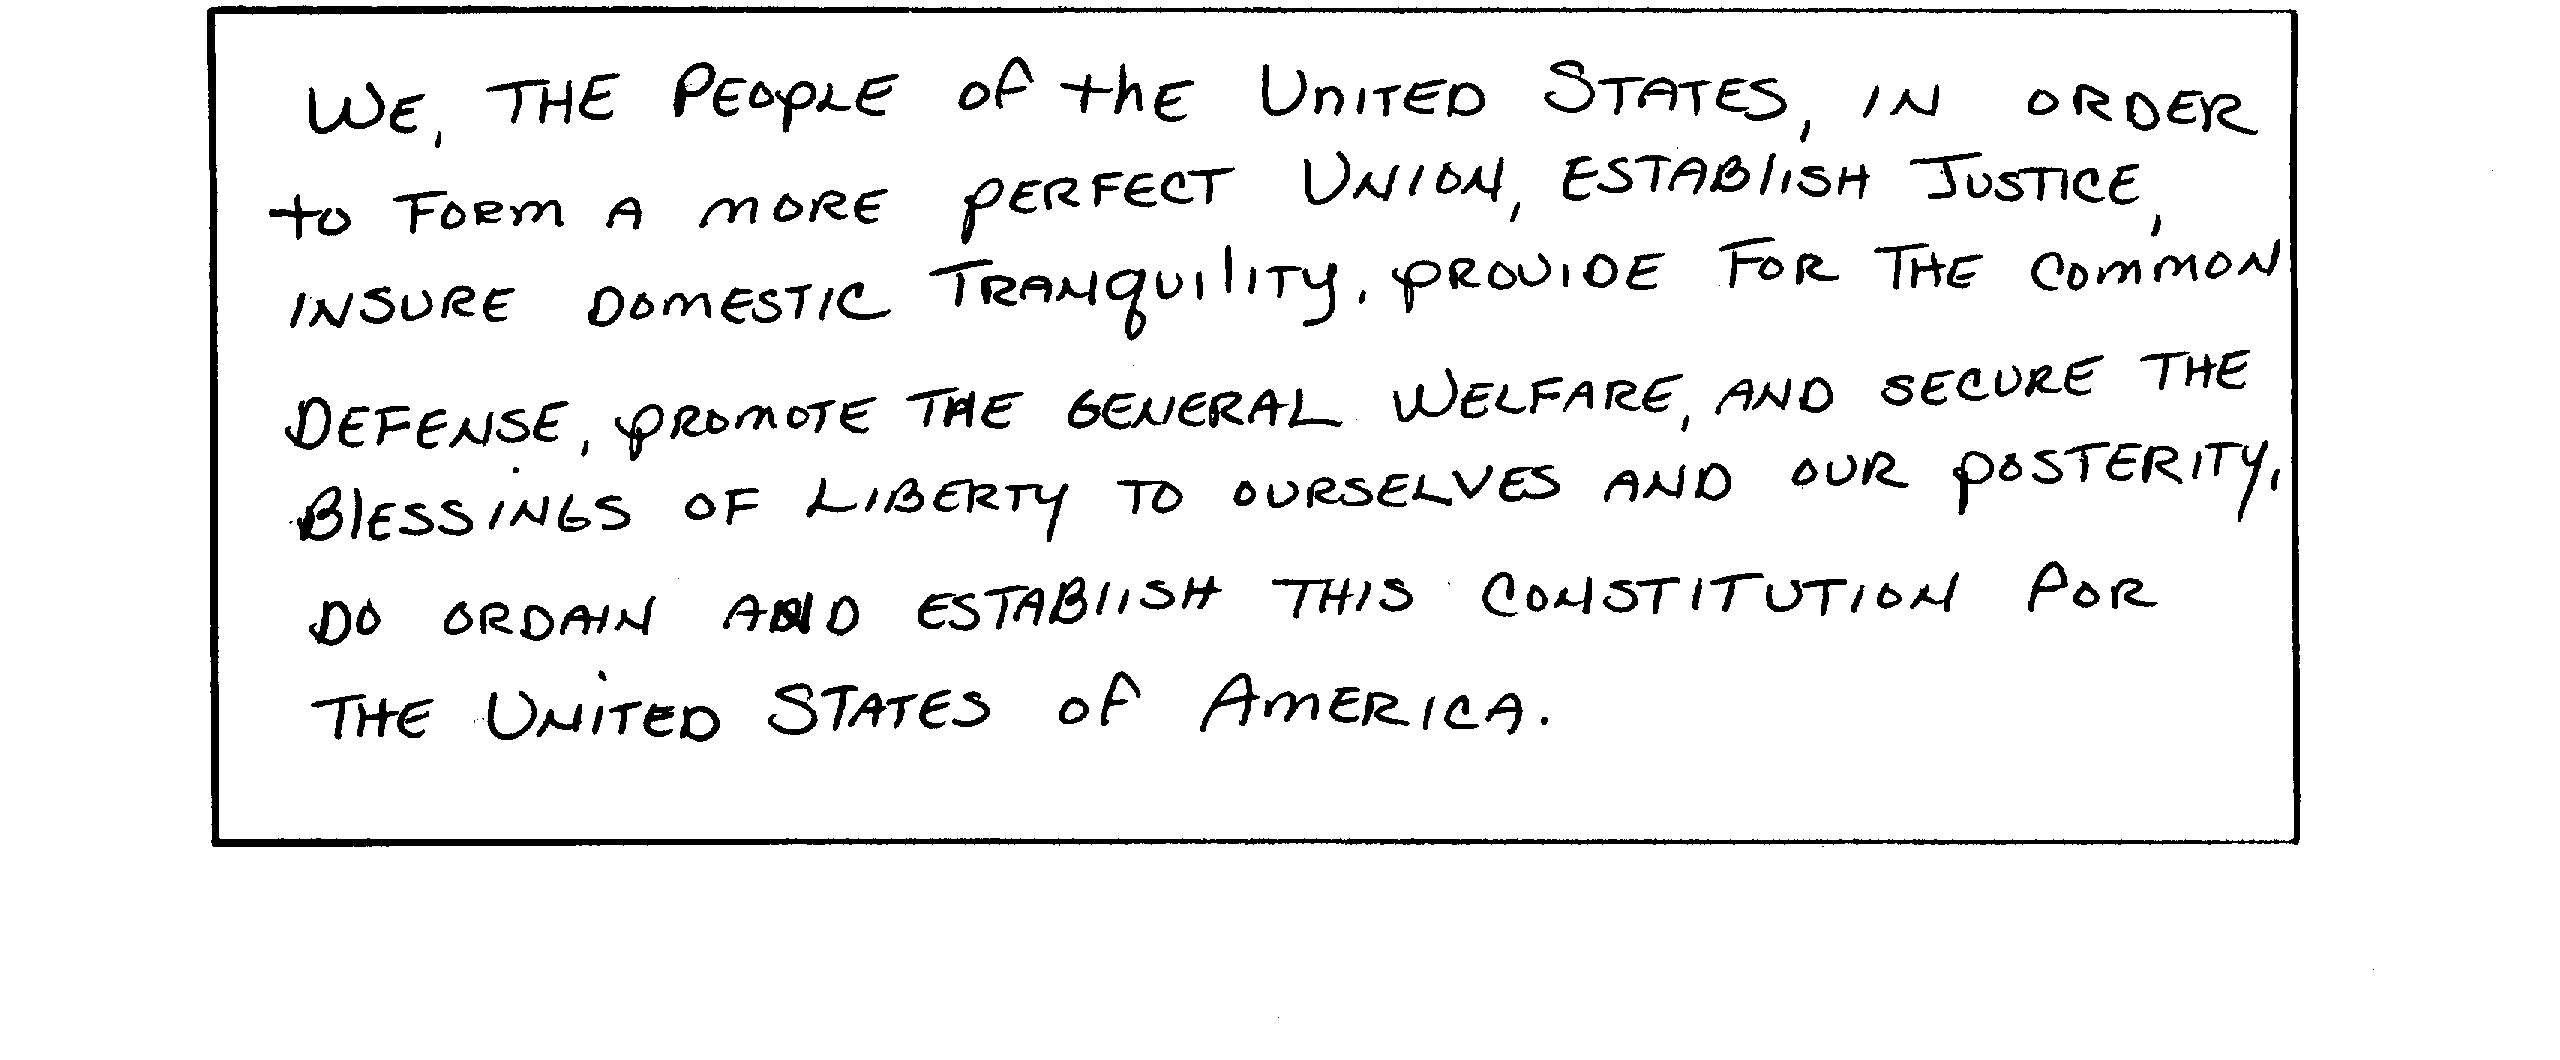 WE, THE PEOPLE of thE UnITED STATES, IN ORDER
to FORm A mORE pERFECT UNION, ESTABlISH JUSTICE,
INSURE DOmESTIC TRANquIlITy, pROVIDE FOR THE COmmON
DEFENSE, pROmOTE THE GENERAL WELFARE, AND SECURE THE
BlESSINGS OF LIBERTy TO OURSELVES AND OUR pOSTERITy,
DO ORDAIN AND ESTABlISH THIS CONSTITUTION FOR
THE UNiTED STATES of AmERICA.